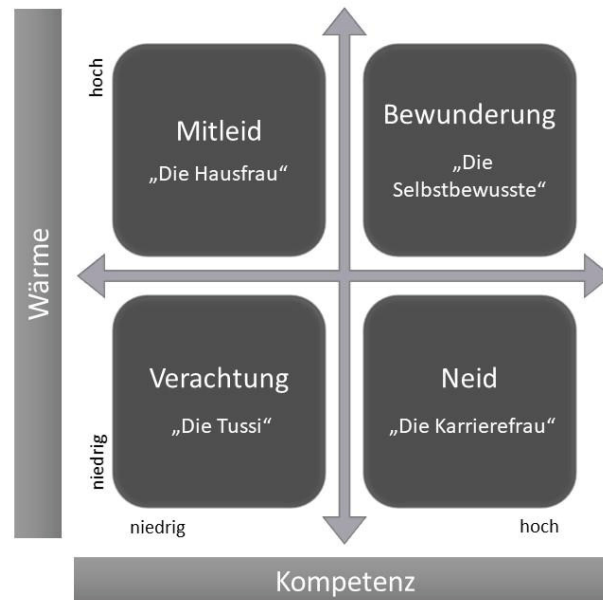 Wärme
hoch
niedrig
Mitleid
„Die Hausfrau“
Bewunderung
„Die
Selbstbewusste“
Verachtung
„Die Tussi“
Neid
„Die Karrierefrau“
niedrig
hoch
Kompetenz